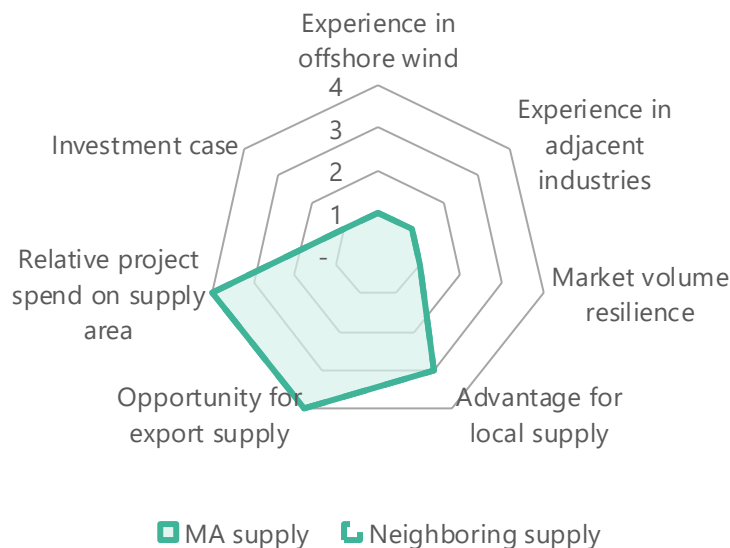 Experience in
offshore wind
4
3
2
1
-
Experience in
adjacent
industries
Investment case
Relative project
spend on supply
area
Market volume
resilience
Opportunity for
export supply
Advantage for
local supply
MA supply
Neighboring supply